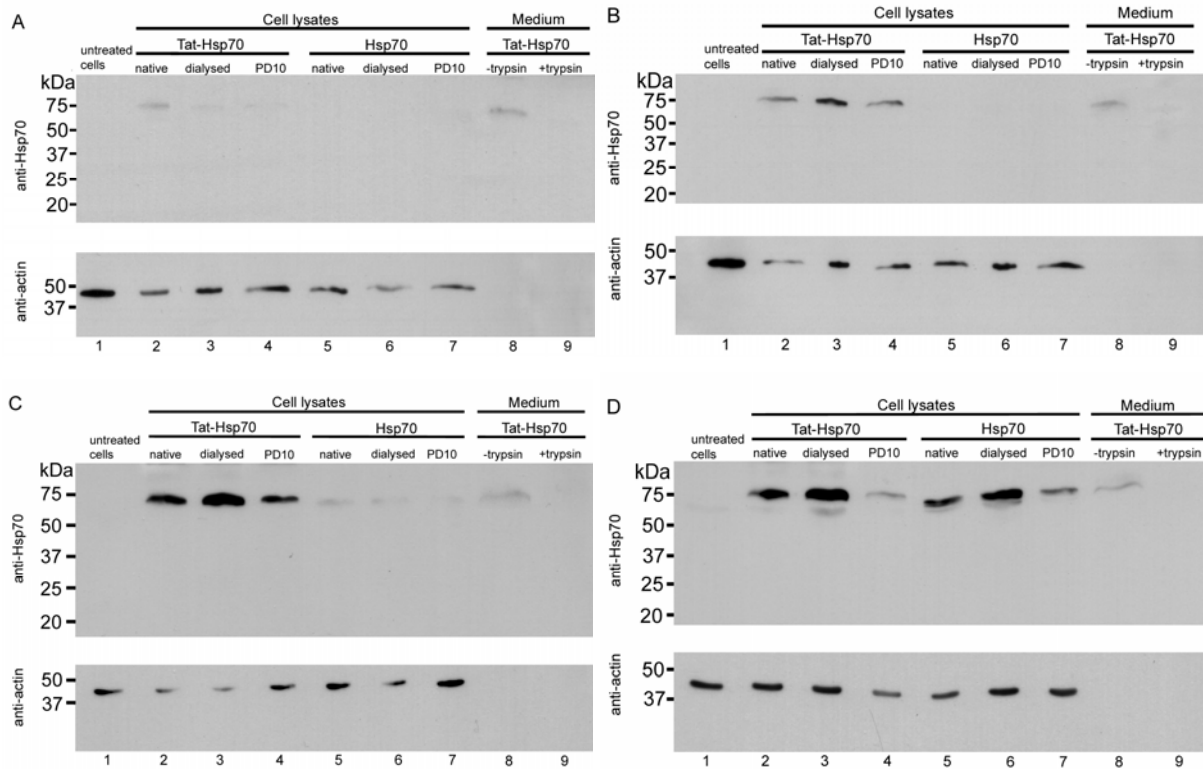 A
Cell lysates Medium
untreated cells
Tat-Hsp70 Hsp70 Tat-Hsp70
native dialysed PD10 native dialysed PD10 -trypsin +trypsin
kDa
75
50
37
25
20
anti-Hsp70
50
37
anti-actin
1 2 3 4 5 6 7 8 9
B
Cell lysates Medium
untreated cells
Tat-Hsp70 Hsp70 Tat-Hsp70
native dialysed PD10 native dialysed PD10 -trypsin +trypsin
kDa
75
50
37
25
20
anti-Hsp70
50
37
anti-actin
1 2 3 4 5 6 7 8 9
C
Cell lysates Medium
untreated cells
Tat-Hsp70 Hsp70 Tat-Hsp70
native dialysed PD10 native dialysed PD10 -trypsin +trypsin
kDa
75
50
37
25
20
anti-Hsp70
50
37
anti-actin
1 2 3 4 5 6 7 8 9
D
Cell lysates Medium
untreated cells
Tat-Hsp70 Hsp70 Tat-Hsp70
native dialysed PD10 native dialysed PD10 -trypsin +trypsin
kDa
75
50
37
25
20
anti-Hsp70
50
37
anti-actin
1 2 3 4 5 6 7 8 9